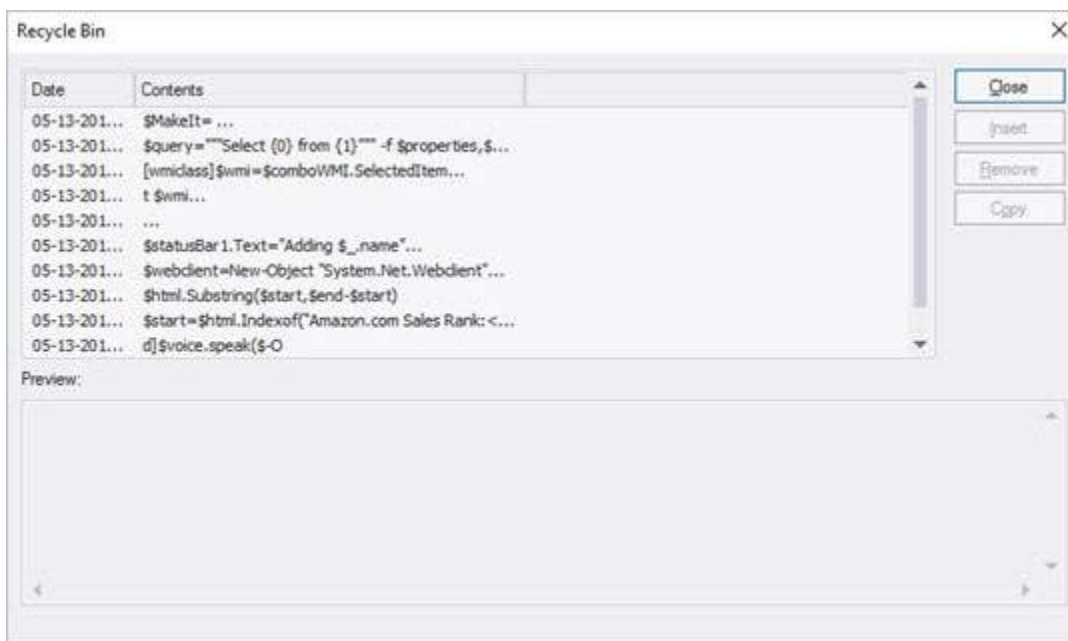 Recycle Bin
Date Contents
05-13-201... $MakeIt= ...
05-13-201... $query="""Select {0} from {1}""" -f $properties,$...
05-13-201... [wmiclass]$wmi=$comboWMI.SelectedItem...
05-13-201... t $wmi...
05-13-201... ...
05-13-201... $statusBar1.Text="Adding $_.name"...
05-13-201... $webclient=New-Object "System.Net.Webclient"...
05-13-201... $html.Substring($start,$end-$start)
05-13-201... $start=$html.Indexof("Amazon.com Sales Rank:<...
05-13-201... d]$voice.speak($-O
Close
Insert
Remove
Copy
Preview: